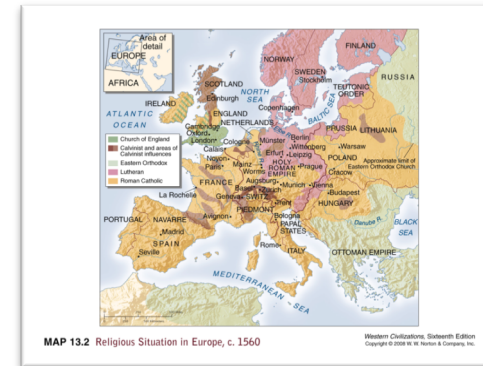 Area of
detail
EUROPE
AFRICA
FINLAND
NORWAY
SWEDEN
Stockholm
RUSSIA
TEUTONIC
ORDER
SCOTLAND
Edinburgh
NORTH
SEA
BALTIC SEA
Copenhagen
IRELAND
ATLANTIC
OCEAN
ENGLAND
NETHERLANDS
PRUSSIA
LITHUANIA
Cambridge
Oxford
London
Calais
Cologne
Münster
Berlin
Wittenberg
Warsaw
Erfurt
Leipzig
POLAND
Approximate limit of
Eastern Orthodox Church
Church of England
Calvinist and areas of
Calvinist influences
Eastern Orthodox
Lutheran
Roman Catholic
Noyon
Paris
Mainz
Worms
HOLY
ROMAN
EMPIRE
Prague
Cracow
Augsburg
Munich
Vienna
FRANCE
Basel
Zürich
Geneva
SWITZ.
Budapest
HUNGARY
La Rochelle
Trent
PIEDMONT
Avignon
Bologna
PAPAL
STATES
Danube R.
BLACK
SEA
PORTUGAL
NAVARRE
Madrid
SPAIN
Seville
Rome
ITALY
OTTOMAN EMPIRE
MEDITERRANEAN SEA
MAP 13.2 Religious Situation in Europe, c. 1560
Western Civilizations, Sixteenth Edition
Copyright © 2008 W. W. Norton & Company, Inc.